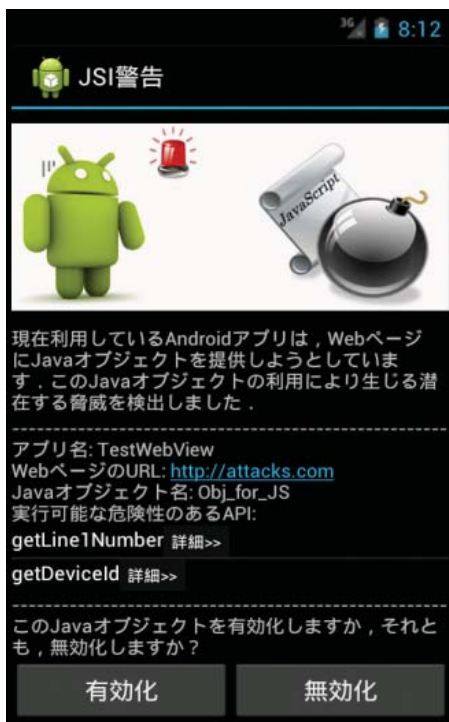 3G 8:12
JSI警告
JavaScript
現在利用しているAndroidアプリは，Webページ
にJavaオブジェクトを提供しようとしていま
す．このJavaオブジェクトの利用により生じる潜
在する脅威を検出しました．
アプリ名: TestWebView
WebページのURL: http://attacks.com
Javaオブジェクト名: Obj_for_JS
実行可能な危険性のあるAPI:
getLine1Number 詳細>>
getDeviceId 詳細>>
このJavaオブジェクトを有効化しますか，それと
も，無効化しますか？
有効化 無効化